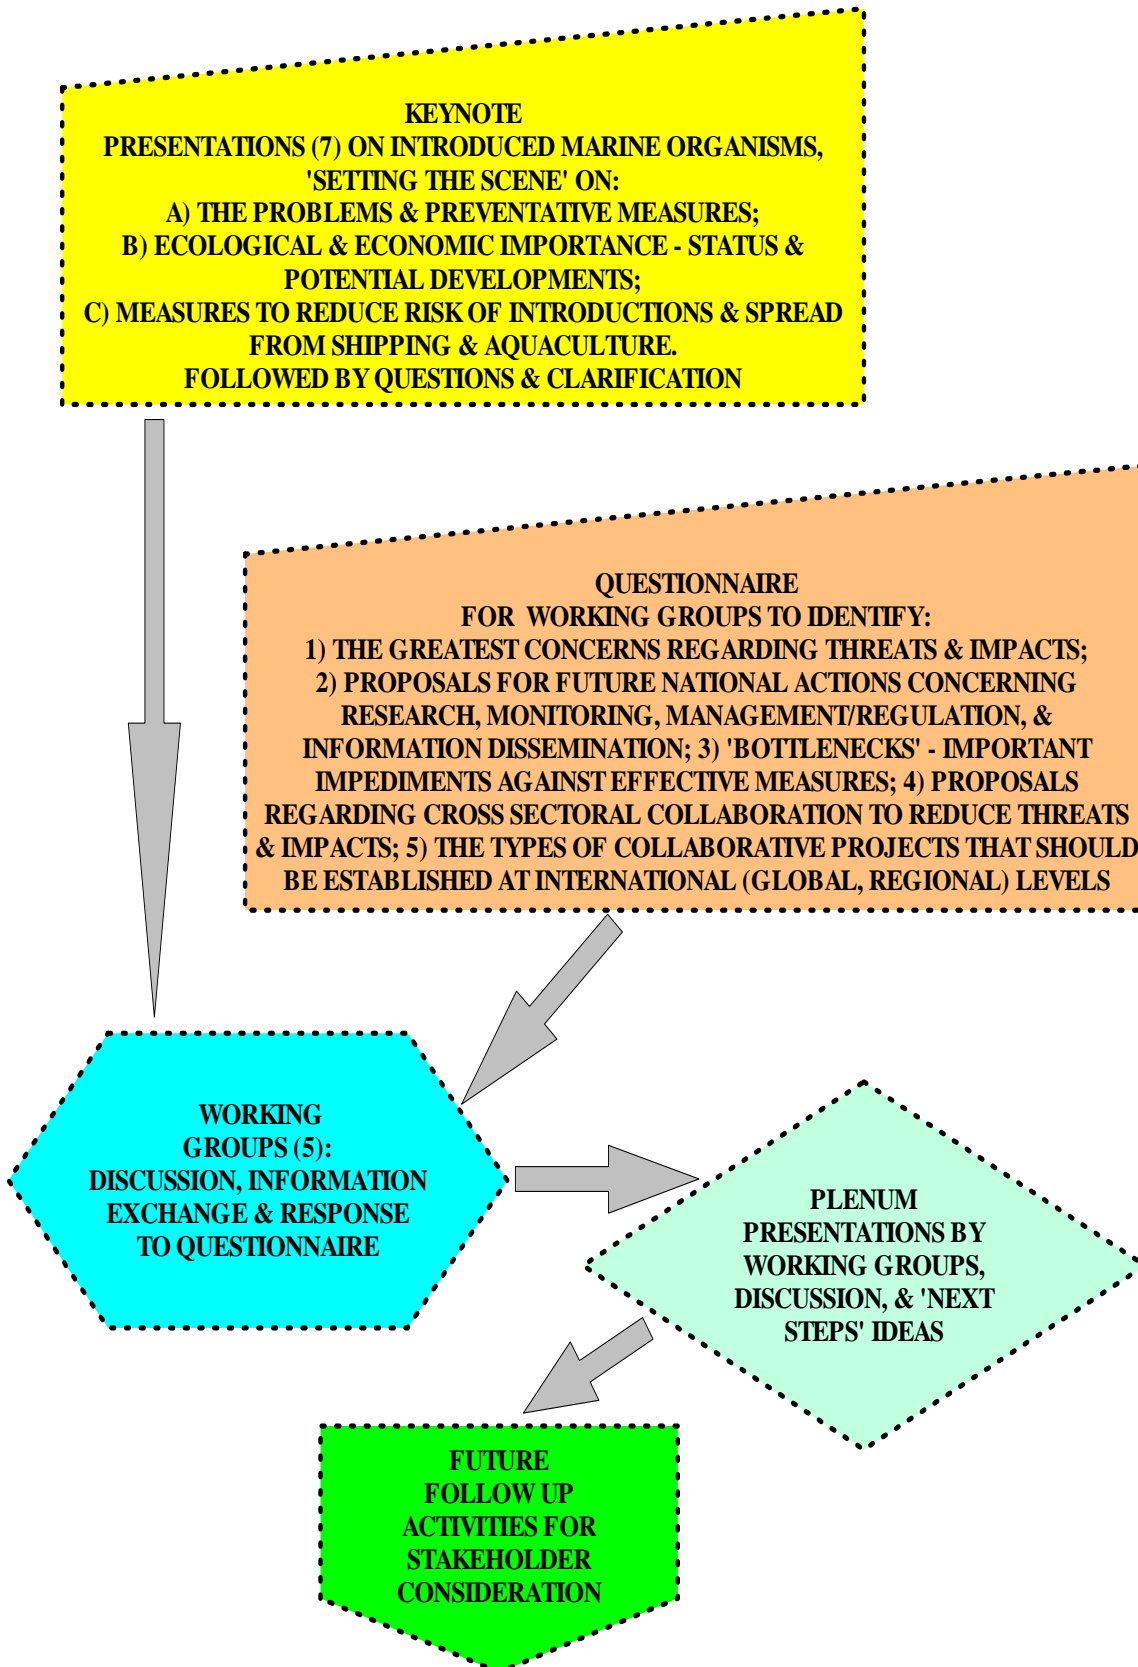 KEYNOTE
PRESENTATIONS (7) ON INTRODUCED MARINE ORGANISMS,
'SETTING THE SCENE' ON:
A) THE PROBLEMS & PREVENTATIVE MEASURES;
B) ECOLOGICAL & ECONOMIC IMPORTANCE - STATUS &
POTENTIAL DEVELOPMENTS;
C) MEASURES TO REDUCE RISK OF INTRODUCTIONS & SPREAD
FROM SHIPPING & AQUACULTURE.
FOLLOWED BY QUESTIONS & CLARIFICATION
QUESTIONNAIRE
FOR WORKING GROUPS TO IDENTIFY:
1) THE GREATEST CONCERNS REGARDING THREATS & IMPACTS;
2) PROPOSALS FOR FUTURE NATIONAL ACTIONS CONCERNING
RESEARCH, MONITORING, MANAGEMENT/REGULATION, &
INFORMATION DISSEMINATION; 3) 'BOTTLENECKS' - IMPORTANT
IMPEDIMENTS AGAINST EFFECTIVE MEASURES; 4) PROPOSALS
REGARDING CROSS SECTORAL COLLABORATION TO REDUCE THREATS
& IMPACTS; 5) THE TYPES OF COLLABORATIVE PROJECTS THAT SHOULD
BE ESTABLISHED AT INTERNATIONAL (GLOBAL, REGIONAL) LEVELS
WORKING
GROUPS (5):
DISCUSSION, INFORMATION
EXCHANGE & RESPONSE
TO QUESTIONNAIRE
PLENUM
PRESENTATIONS BY
WORKING GROUPS,
DISCUSSION, & 'NEXT
STEPS' IDEAS
FUTURE
FOLLOW UP
ACTIVITIES FOR
STAKEHOLDER
CONSIDERATION